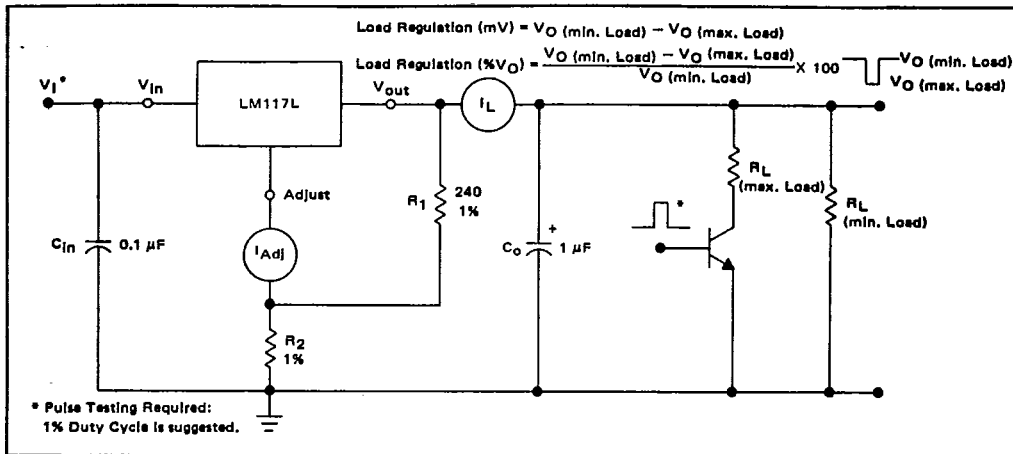 Load Regulation (mV) = VO (min. Load) - VO (max. Load)
Load Regulation (%VO) = VO (min. Load) - VO (max. Load) / VO (min. Load) X 100
VO (min. Load)
VO (max. Load)
VI*
Vin
LM117L
Vout
IL
Adjust
R1
240
1%
RL
(max. Load)
RL
(min. Load)
*
Cin
0.1 µF
IAdj
+
Co
1 µF
R2
1%
* Pulse Testing Required:
1% Duty Cycle is suggested.